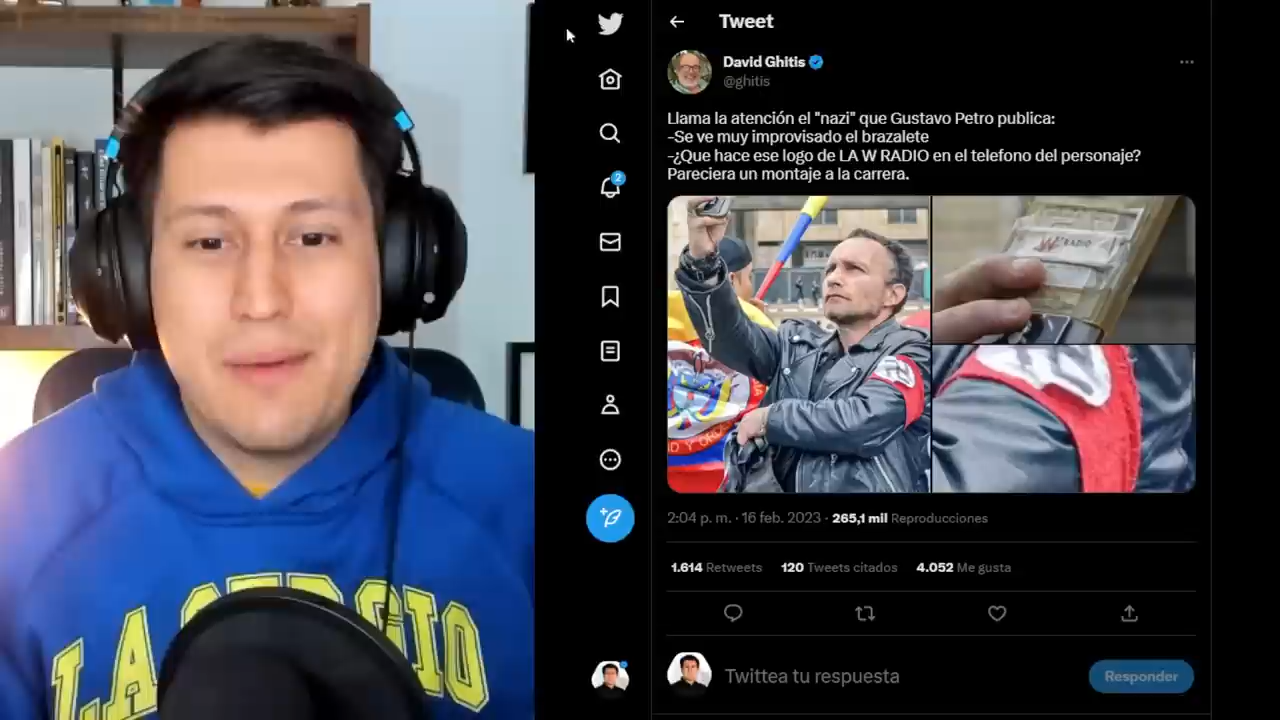 Tweet
David Ghitis
@ghitis
Llama la atención el "nazi" que Gustavo Petro publica:
-Se ve muy improvisado el brazalete
-¿Que hace ese logo de LA W RADIO en el telefono del personaje?
Pareciera un montaje a la carrera.
W RADIO
2:04 p. m. · 16 feb. 2023 · 265,1 mil Reproducciones
1.614 Retweets 120 Tweets citados 4.052 Me gusta
Twittea tu respuesta
Responder
2